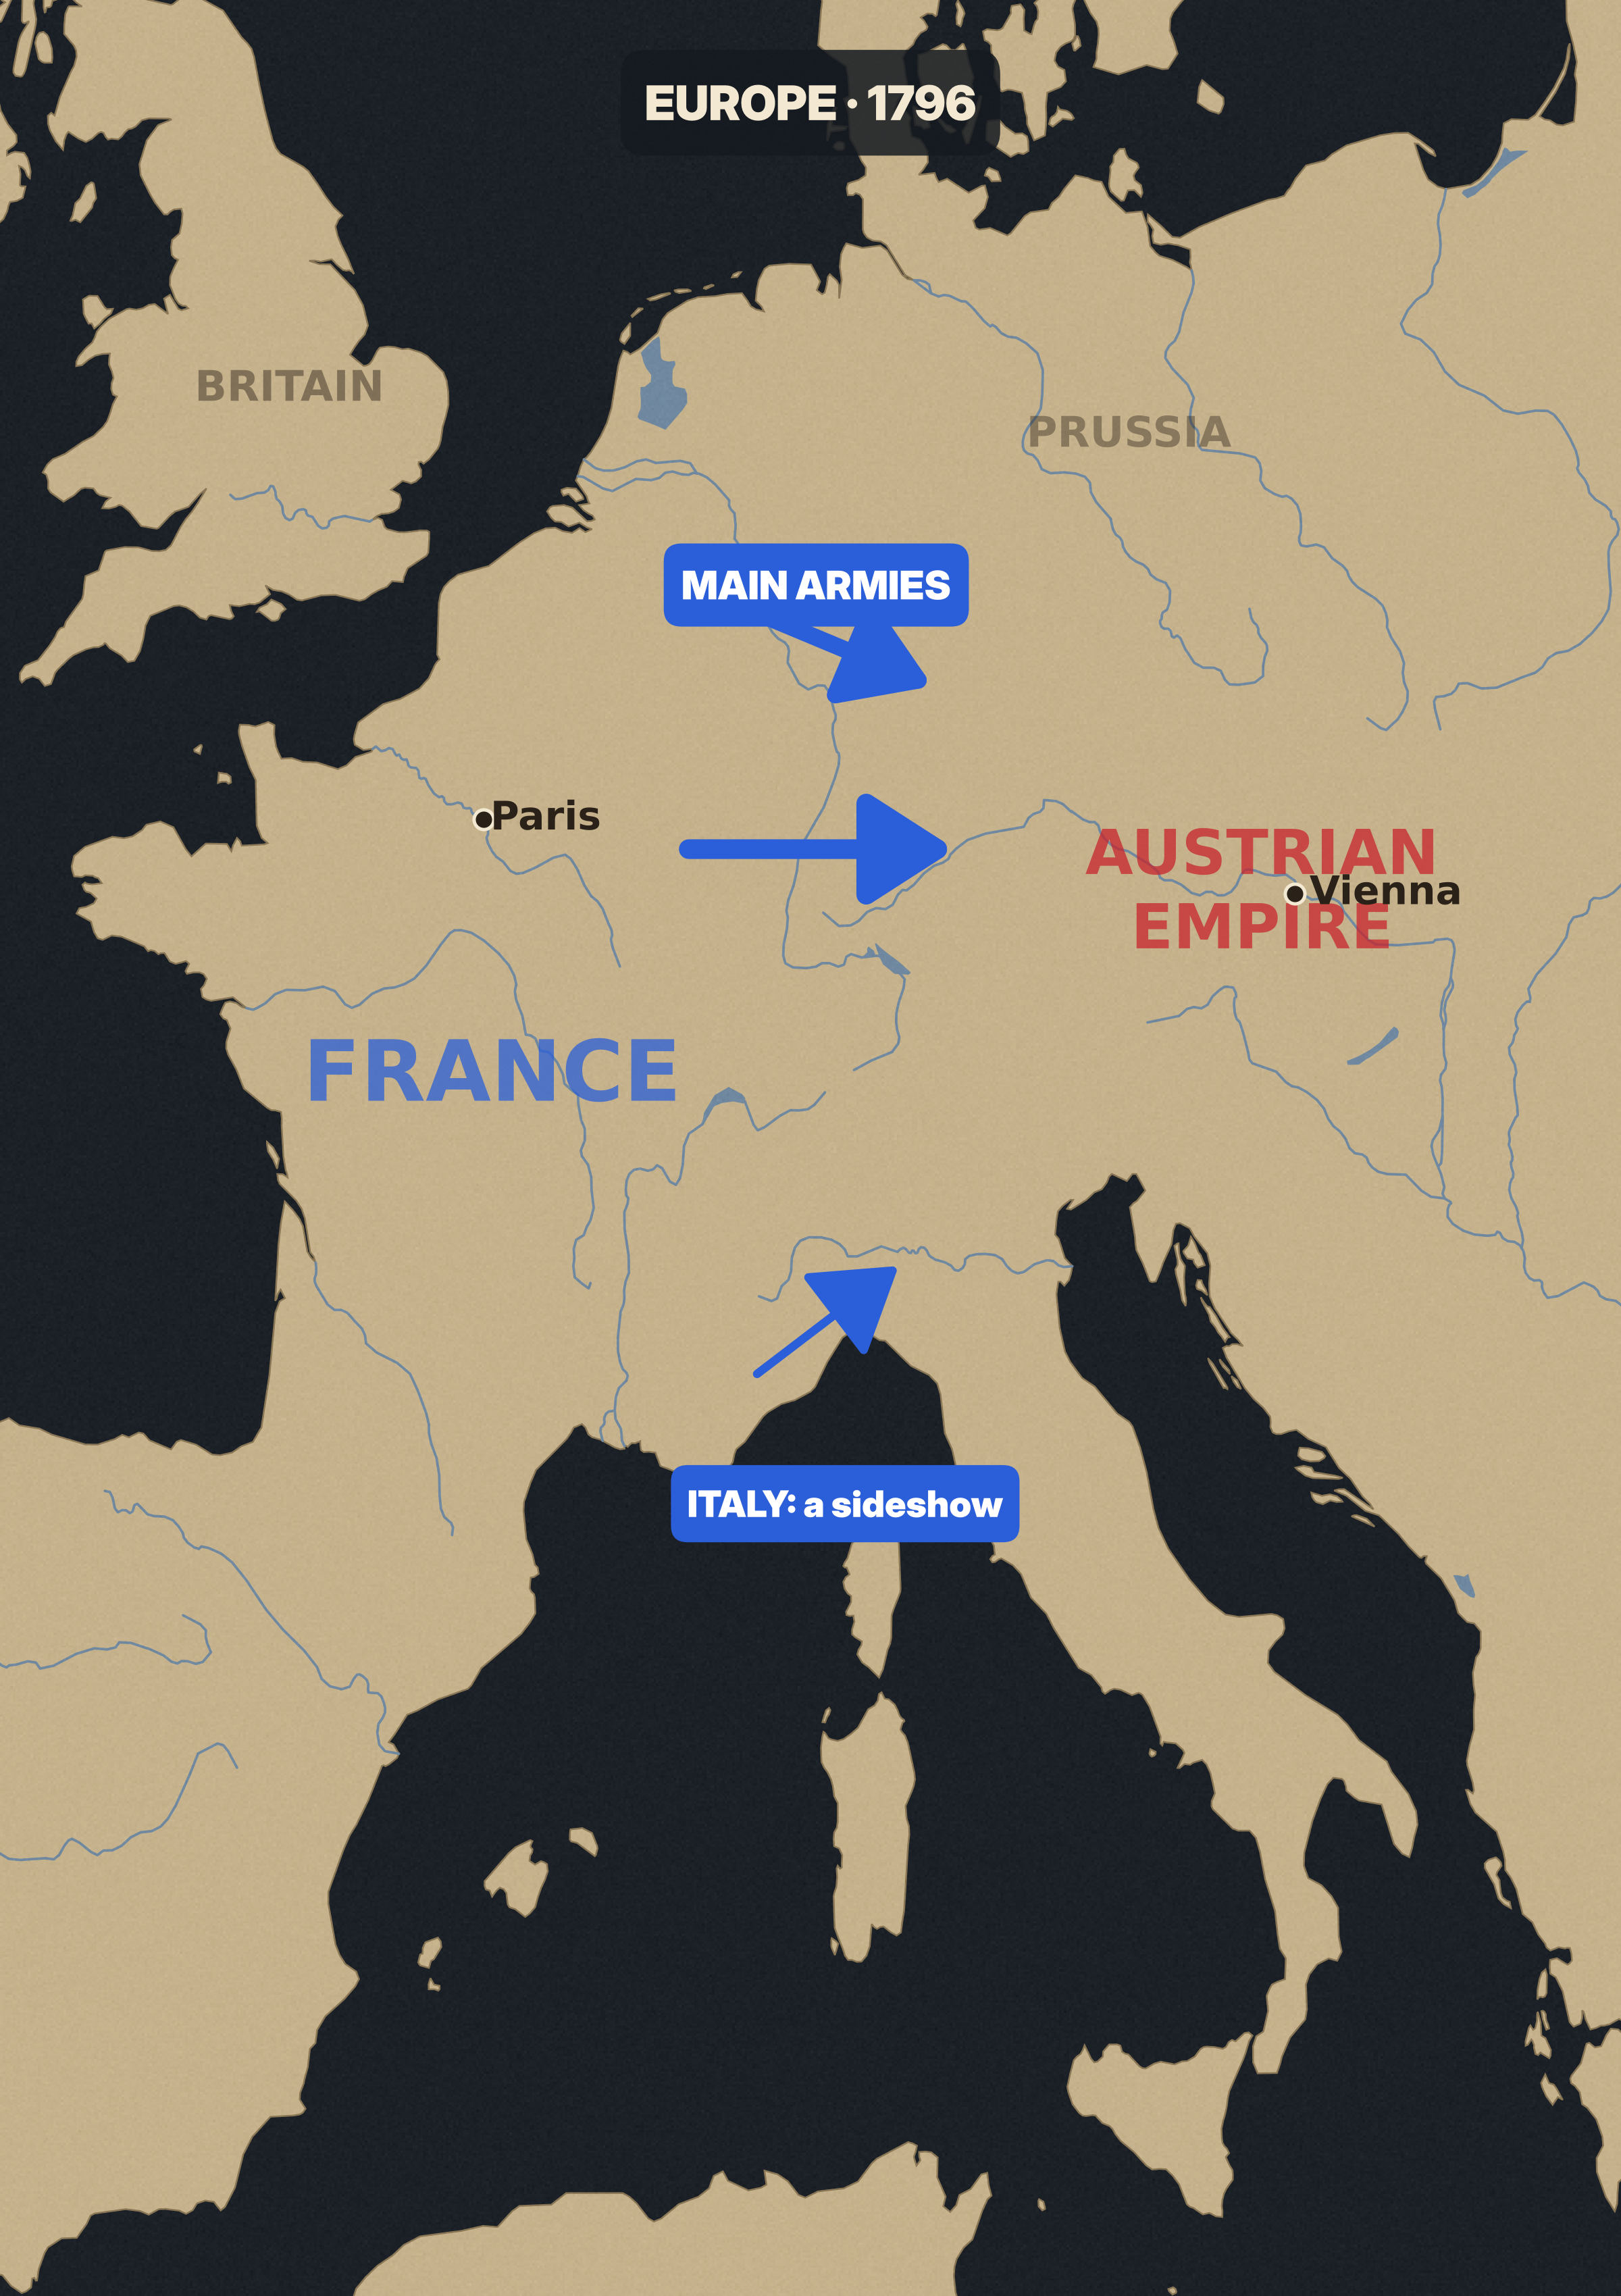 EUROPE · 1796
BRITAIN
PRUSSIA
MAIN ARMIES
Paris
AUSTRIAN
Vienna
EMPIRE
FRANCE
ITALY: a sideshow